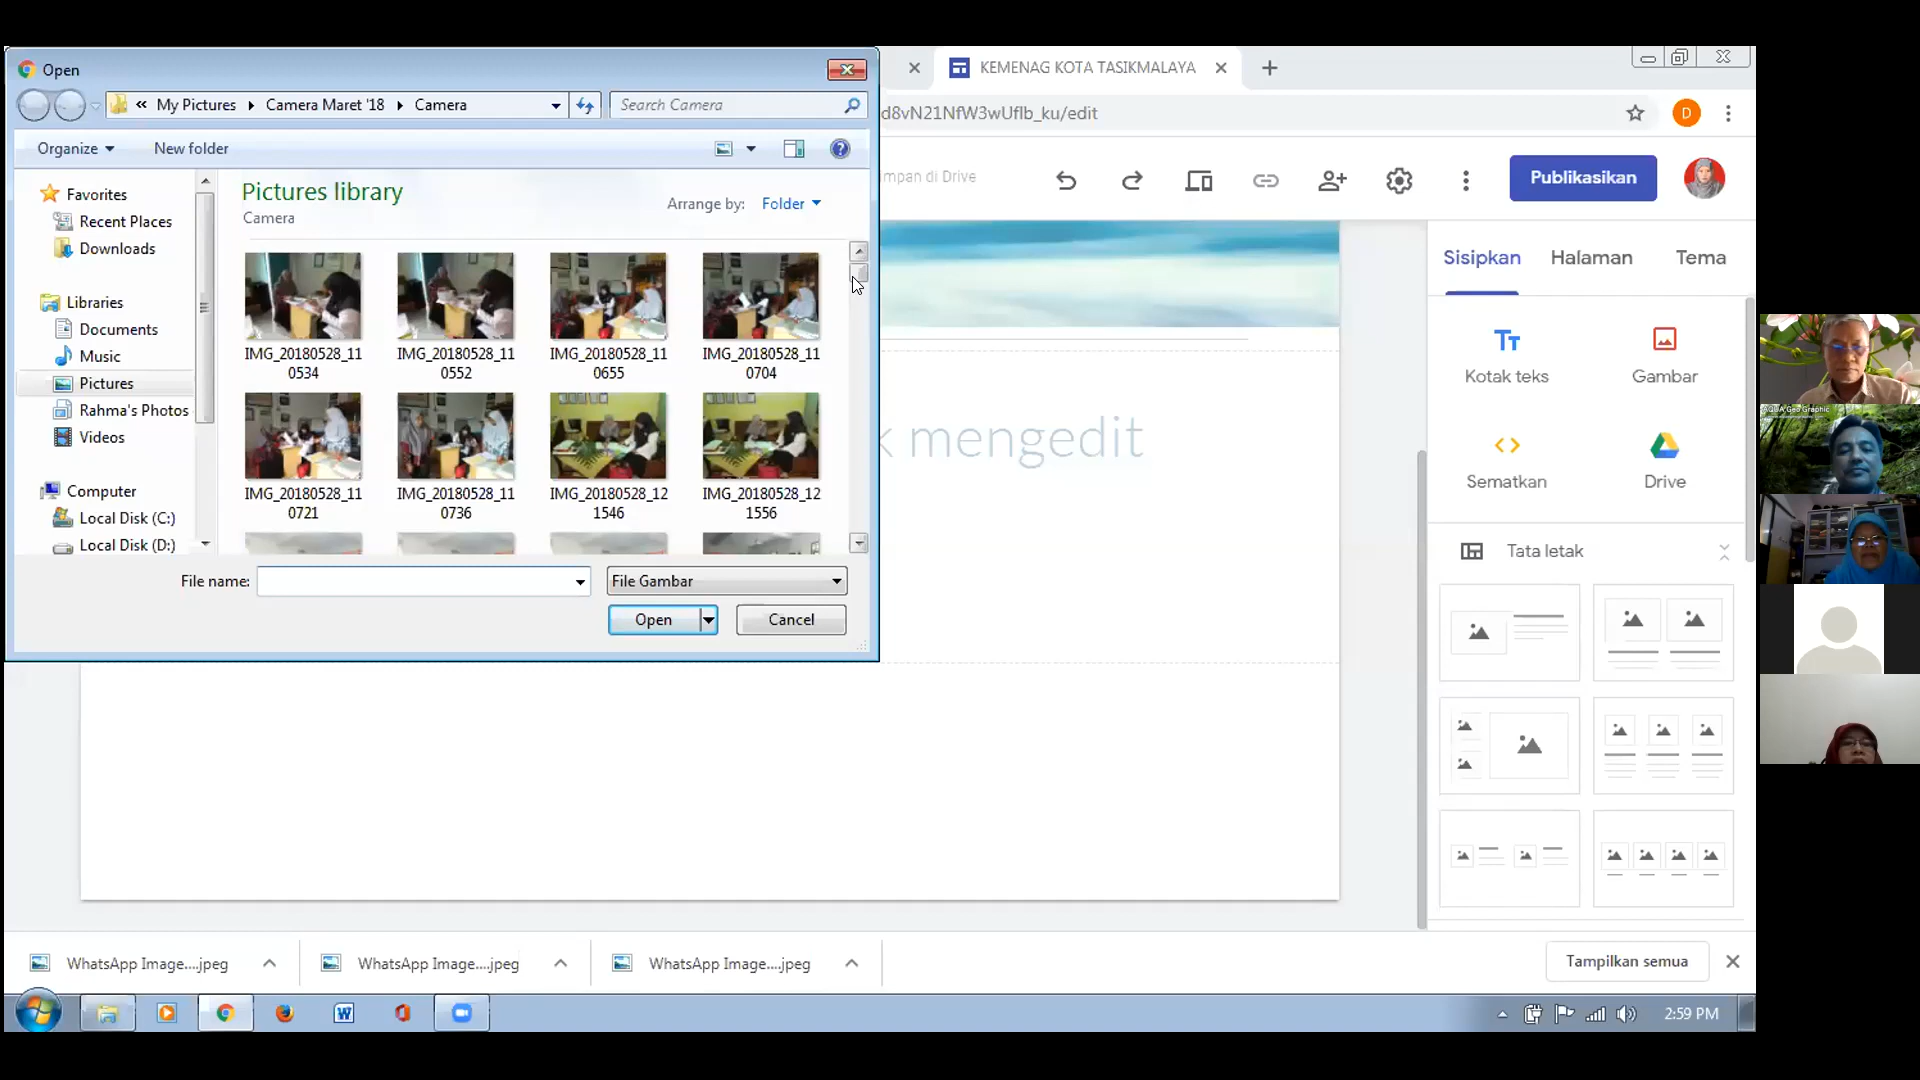 Open
KEMENAG KOTA TASIKMALAYA
« My Pictures Camera Maret '18 Camera
Search Camera
d8vN21NfW3wUflb_ku/edit
D
Organize
New folder
mpan di Drive
Publikasikan
Favorites
Recent Places
Downloads
Libraries
Documents
Music
Pictures
Rahma's Photos
Videos
Computer
Local Disk (C:)
Local Disk (D:)
Pictures library
Camera
Arrange by: Folder
IMG_20180528_11
0534
IMG_20180528_11
0552
IMG_20180528_11
0655
IMG_20180528_11
0704
IMG_20180528_11
0721
IMG_20180528_11
0736
IMG_20180528_12
1546
IMG_20180528_12
1556
File name:
File Gambar
Open
Cancel
k mengedit
Sisipkan
Halaman
Tema
Kotak teks
Gambar
Sematkan
Drive
Tata letak
AQUA Geo Graphic
WhatsApp Image....jpeg
WhatsApp Image....jpeg
WhatsApp Image....jpeg
Tampilkan semua
2:59 PM